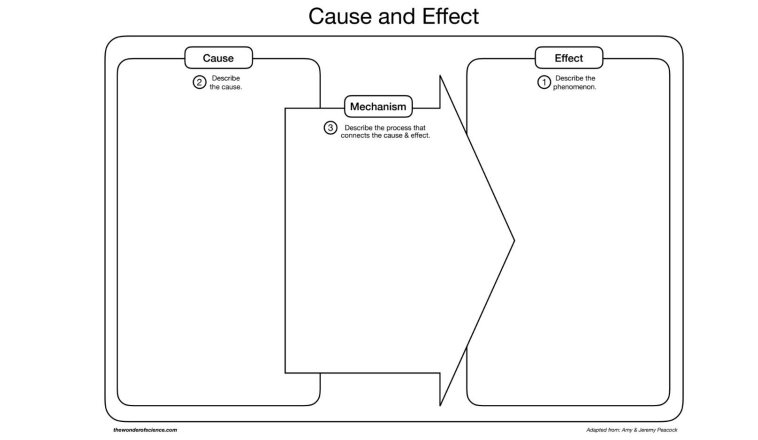 Cause and Effect
Cause
2 Describe
the cause.
Mechanism
3 Describe the process that
connects the cause & effect.
Effect
1 Describe the
phenomenon.
thewonderofscience.com
Adapted from: Amy & Jeremy Peacock